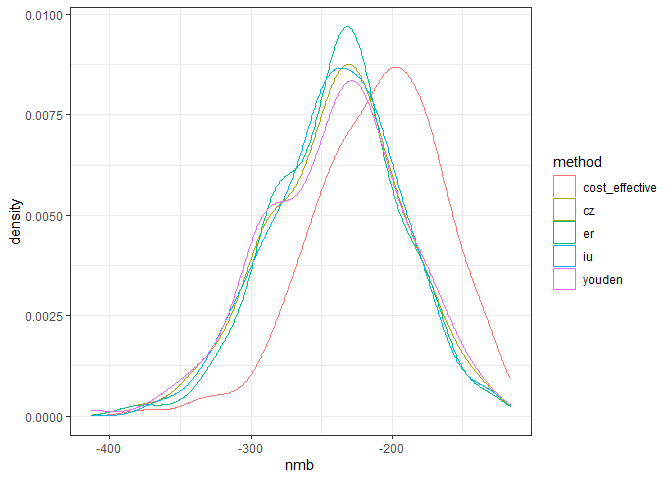 0.0100
0.0075
0.0050
0.0025
0.0000
density
-400
-300
-200
nmb
method
cost_effective
cz
er
iu
youden